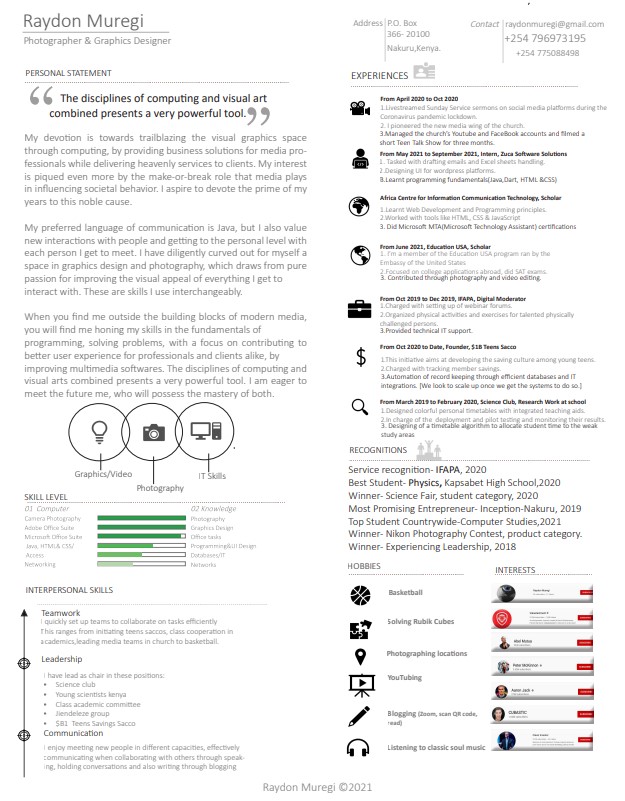 Raydon Muregi
Photographer & Graphics Designer
Address
P.O. Box
366- 20100
Nakuru,Kenya.
Contact
raydonmuregi@gmail.com
+254 796973195
+254 775088498
PERSONAL STATEMENT
“ The disciplines of computing and visual art
combined presents a very powerful tool. ”
My devotion is towards trailblazing the visual graphics space
through computing, by providing business solutions for media pro-
fessionals while delivering heavenly services to clients. My interest
is piqued even more by the make-or-break role that media plays
in influencing societal behavior. I aspire to devote the prime of my
years to this noble cause.
My preferred language of communication is Java, but I also value
new interactions with people and getting to the personal level with
each person I get to meet. I have diligently curved out for myself a
space in graphics design and photography, which draws from pure
passion for improving the visual appeal of everything I get to
interact with. These are skills I use interchangeably.
When you find me outside the building blocks of modern media,
you will find me honing my skills in the fundamentals of
programming, solving problems, with a focus on contributing to
better user experience for professionals and clients alike, by
improving multimedia softwares. The disciplines of computing and
visual arts combined presents a very powerful tool. I am eager to
meet the future me, who will possess the mastery of both.
Graphics/Video
Photography
IT Skills
SKILL LEVEL
01 Computer
02 Knowledge
Camera Photography
Photography
Adobe Office Suite
Graphics Design
Microsoft Office Suite
Office tasks
Java, HTML& CSS/
Programming&UI Design
Access
Databases/IT
Networking
Networks
INTERPERSONAL SKILLS
Teamwork
I quickly set up teams to collaborate on tasks efficiently
This ranges from initiating teens saccos, class cooperation in
academics,leading media teams in church to basketball.
Leadership
I have lead as chair in these positions:
• Science club
• Young scientists kenya
• Class academic committee
• Jiendeleze group
• $B1 Teens Savings Sacco
Communication
I enjoy meeting new people in different capacities, effectively
communicating when collaborating with others through speak-
ing, holding conversations and also writing through blogging
EXPERIENCES
From April 2020 to Oct 2020
1.Livestreamed Sunday Service sermons on social media platforms during the
Coronavirus pandemic lockdown.
2. I pioneered the new media wing of the church.
3.Managed the church's Youtube and FaceBook accounts and filmed a
short Teen Talk Show for three months.
From May 2021 to September 2021, Intern, Zuca Software Solutions
1. Tasked with drafting emails and Excel sheets handling.
2.Designing UI for wordpress platforms.
3.Learnt programming fundamentals(Java,Dart, HTML &CSS)
Africa Centre for Information Communication Technology, Scholar
1.Learnt Web Development and Programming principles.
2.Worked with tools like HTML, CSS & JavaScript
3. Did Microsoft MTA(Microsoft Technology Assistant) certifications
From June 2021, Education USA, Scholar
1. I'm a member of the Education USA program ran by the
Embassy of the United States
2.Focused on college applications abroad, did SAT exams.
3. Contributed through photography and video editing.
From Oct 2019 to Dec 2019, IFAPA, Digital Moderator
1.Charged with setting up of webinar forums.
2.Organized physical activities and exercises for talented physically
challenged persons.
3.Provided technical IT support.
From Oct 2020 to Date, Founder, $1B Teens Sacco
1.This initiative aims at developing the saving culture among young teens.
2.Charged with tracking member savings.
3.Automation of record keeping through efficient databases and IT
integrations. [We look to scale up once we get the systems to do so.]
From March 2019 to February 2020, Science Club, Research Work at school
1.Designed colorful personal timetables with integrated teaching aids.
2.In charge of the deployment and pilot testing and monitoring their results.
3. Designing of a timetable algorithm to allocate student time to the weak
study areas
RECOGNITIONS
Service recognition- IFAPA, 2020
Best Student- Physics, Kapsabet High School,2020
Winner- Science Fair, student category, 2020
Most Promising Entrepreneur- Inception-Nakuru, 2019
Top Student Countrywide-Computer Studies,2021
Winner- Nikon Photography Contest, product category.
Winner- Experiencing Leadership, 2018
HOBBIES
Basketball
Solving Rubik Cubes
Photographing locations
YouTubing
Blogging (Zoom, scan QR code,
read)
Listening to classic soul music
INTERESTS
Peter McKinnon
Aaron Jack
CUBASTIC
Raydon Muregi ©2021